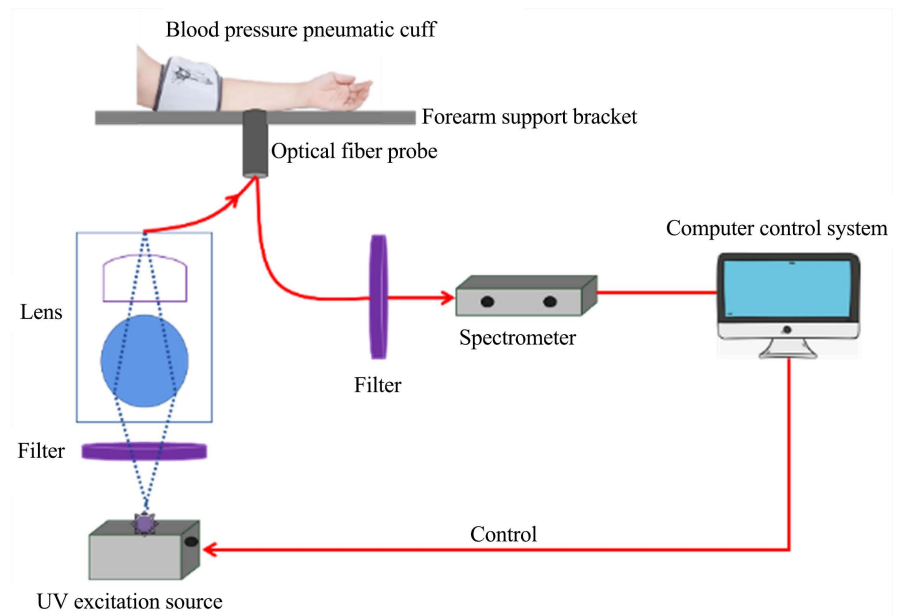 Blood pressure pneumatic cuff
Forearm support bracket
Optical fiber probe
Computer control system
Lens
Spectrometer
Filter
Filter
Control
UV excitation source